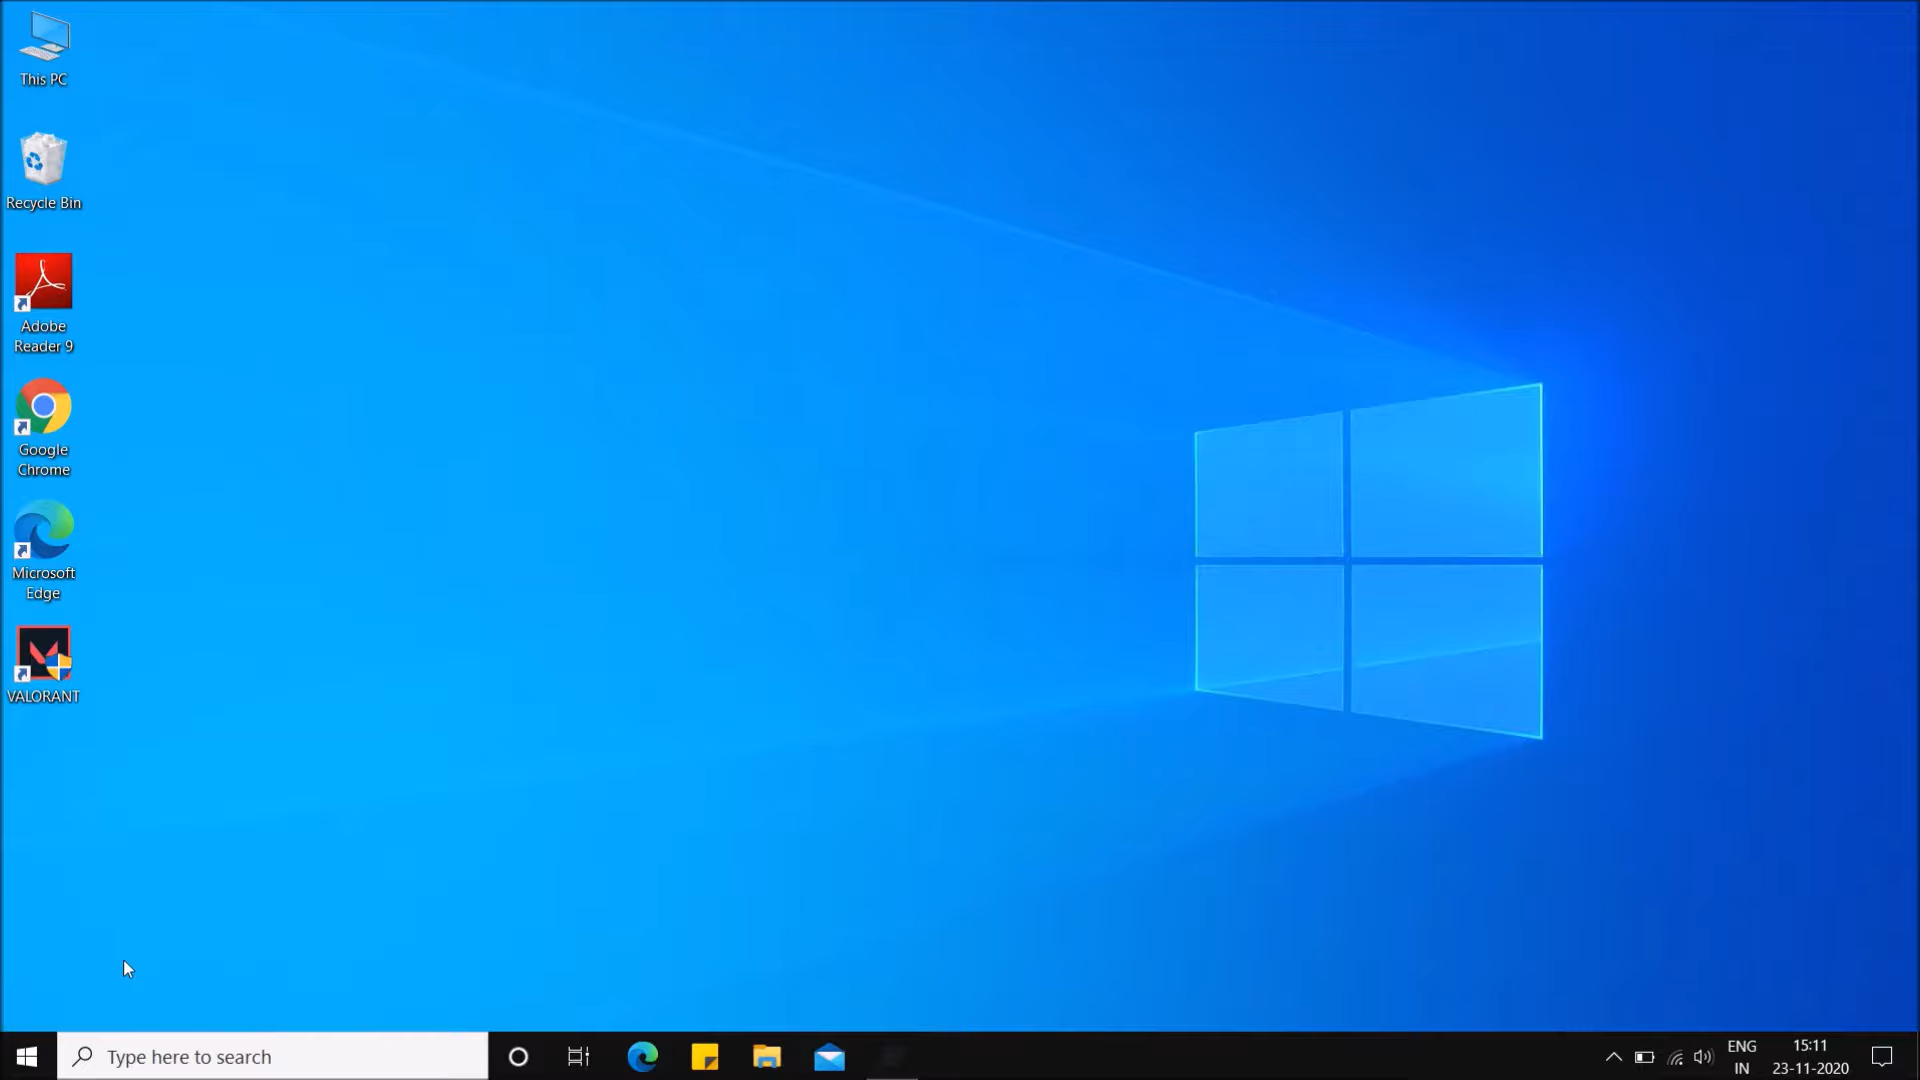 This PC
Recycle Bin
Adobe
Reader 9
Google
Chrome
Microsoft
Edge
VALORANT
Type here to search
ENG
IN
15:11
23-11-2020